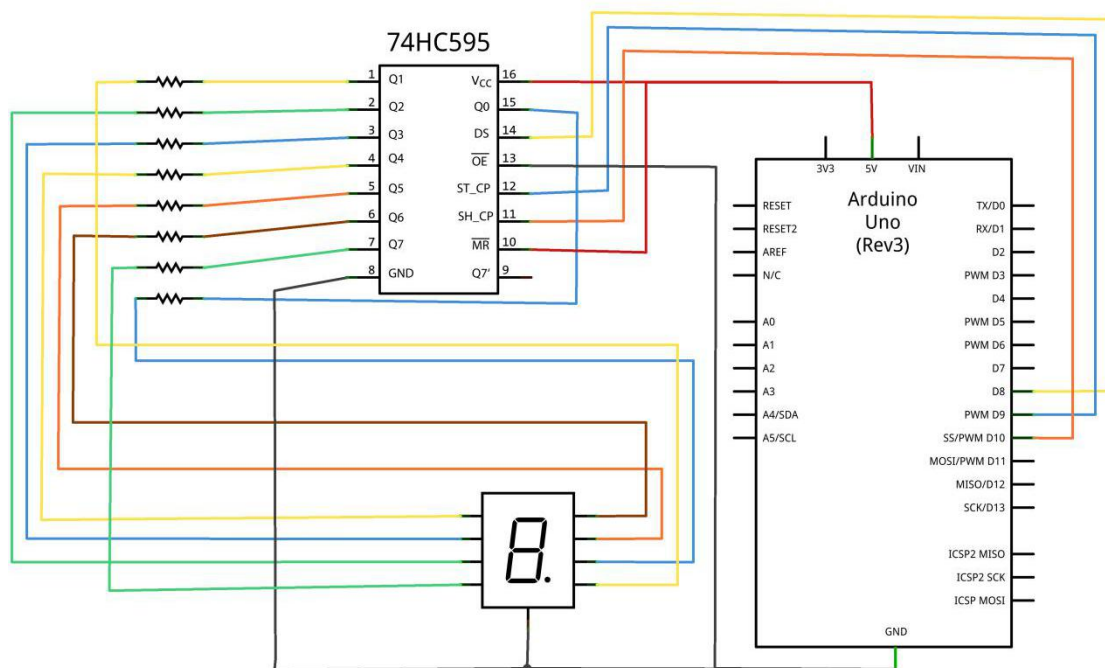 74HC595
1 Q1 VCC 16
2 Q2 Q0 15
3 Q3 DS 14
4 Q4 OE 13
5 Q5 ST_CP 12
6 Q6 SH_CP 11
7 Q7 MR 10
8 GND Q7' 9
3V3 5V VIN
Arduino
Uno
(Rev3)
RESET TX/D0
RESET2 RX/D1
AREF D2
N/C PWM D3
D4
A0 PWM D5
A1 PWM D6
A2 D7
A3 D8
A4/SDA PWM D9
A5/SCL SS/PWM D10
MOSI/PWM D11
MISO/D12
SCK/D13
ICSP2 MISO
ICSP2 SCK
ICSP MOSI
GND
8.